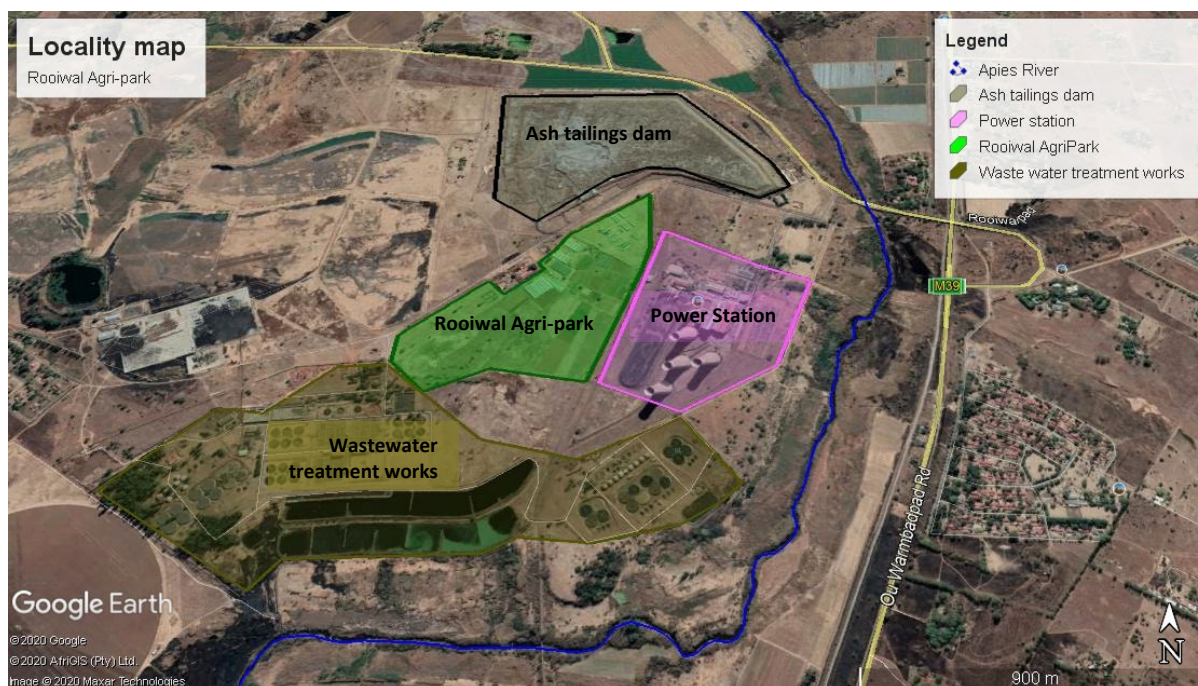 Locality map
Rooiwal Agri-park
Legend
Apies River
Ash tailings dam
Power station
Rooiwal AgriPark
Waste water treatment works
Ash tailings dam
Rooiwal Agri-park
Power Station
Wastewater
treatment works
Rooiwal pad
M39
Ou Warmbadpad Rd
Google Earth
©2020 Google
©2020 AfriGIS (Pty) Ltd.
Image © 2020 Maxar Technologies
N
900 m